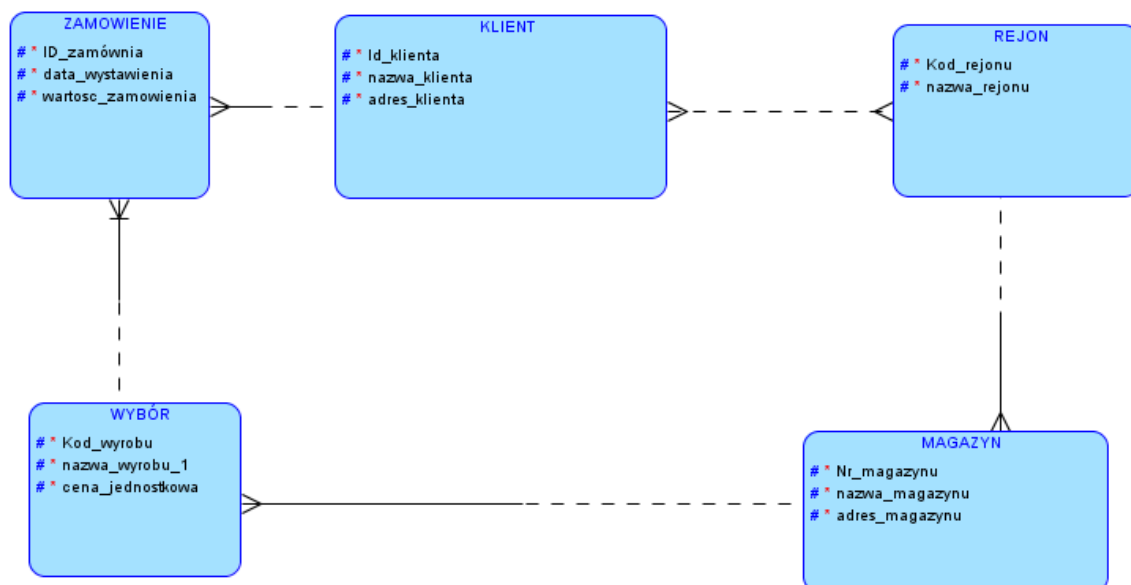 ZAMOWIENIE
# * ID_zamównia
# * data_wystawienia
# * wartosc_zamowienia
KLIENT
# * Id_klienta
# * nazwa_klienta
# * adres_klienta
REJON
# * Kod_rejonu
# * nazwa_rejonu
WYBÓR
# * Kod_wyrobu
# * nazwa_wyrobu_1
# * cena_jednostkowa
MAGAZYN
# * Nr_magazynu
# * nazwa_magazynu
# * adres_magazynu